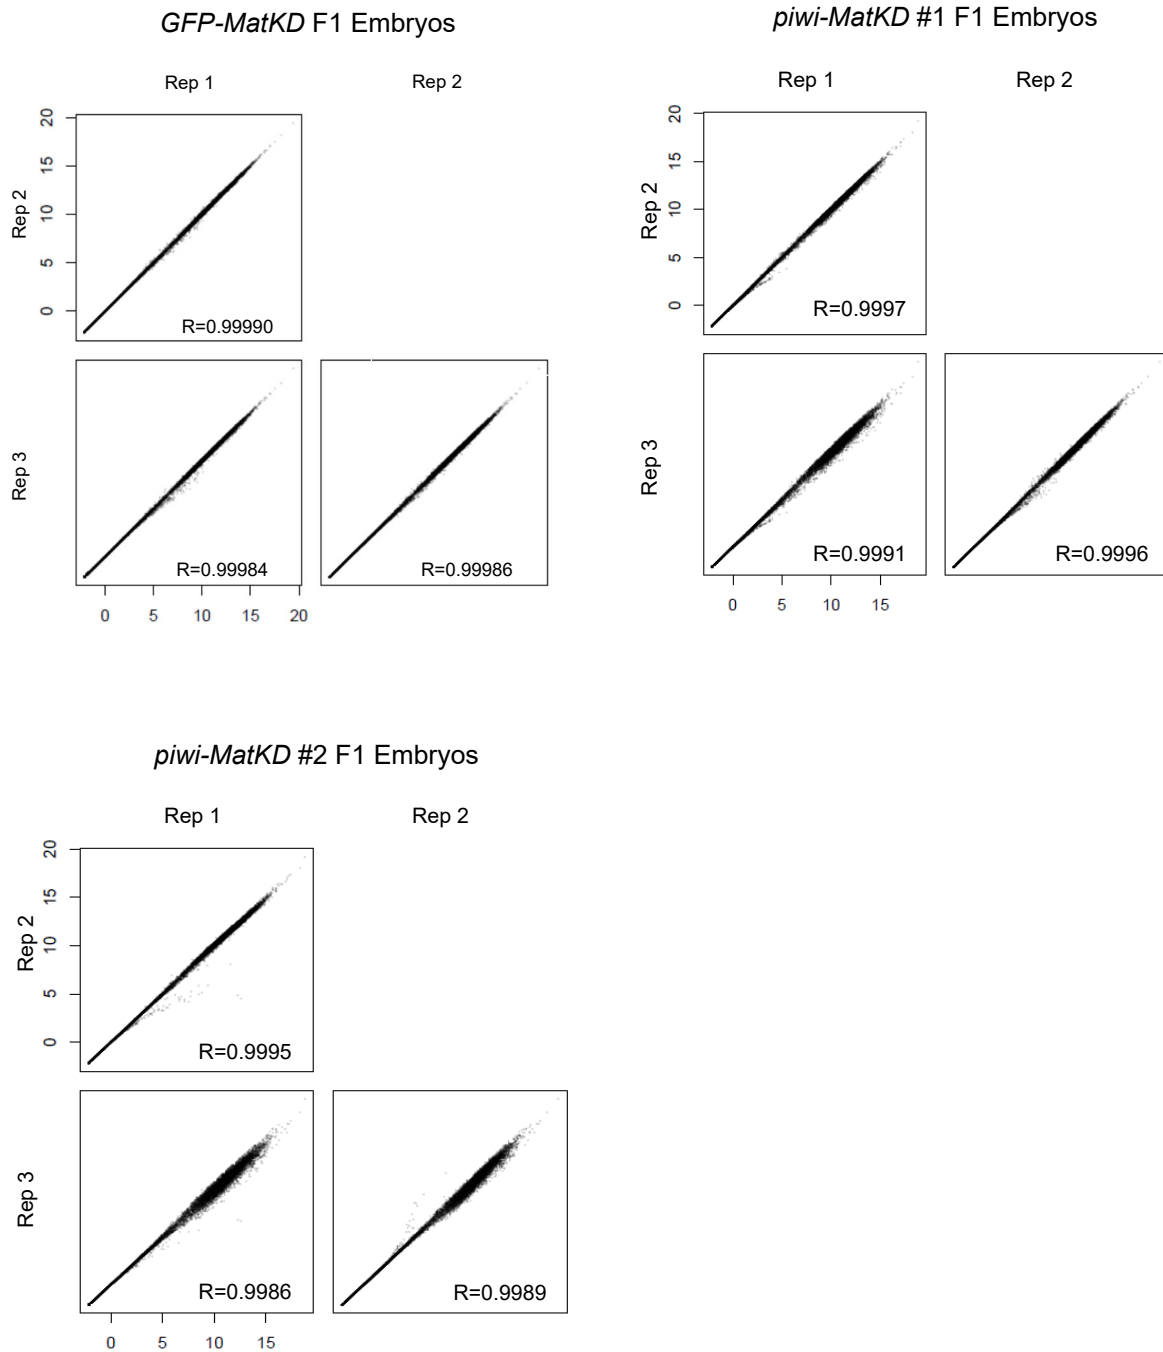 GFP-MatKD F1 Embryos
Rep 1 Rep 2
20
15
10
5
0
Rep 2
R=0.99990
Rep 3
R=0.99984
R=0.99986
0 5 10 15 20
piwi-MatKD #1 F1 Embryos
Rep 1 Rep 2
20
15
10
5
0
Rep 2
R=0.9997
Rep 3
R=0.9991
R=0.9996
0 5 10 15
piwi-MatKD #2 F1 Embryos
Rep 1 Rep 2
20
15
10
5
0
Rep 2
R=0.9995
Rep 3
R=0.9986
R=0.9989
0 5 10 15